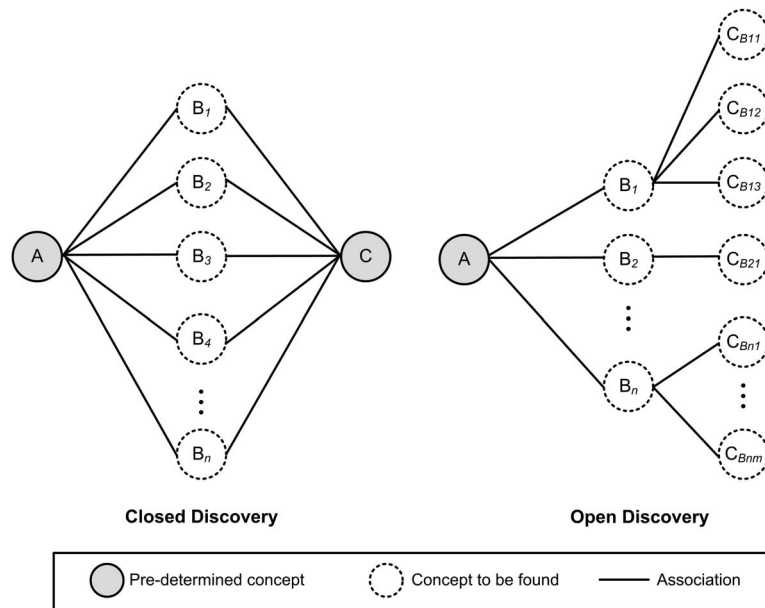 B1
B2
A
B3
C
B4
Bn
Closed Discovery
CB11
CB12
B1
CB13
A
B2
CB21
CBn1
Bn
CBnm
Open Discovery
Pre-determined concept
Concept to be found
Association